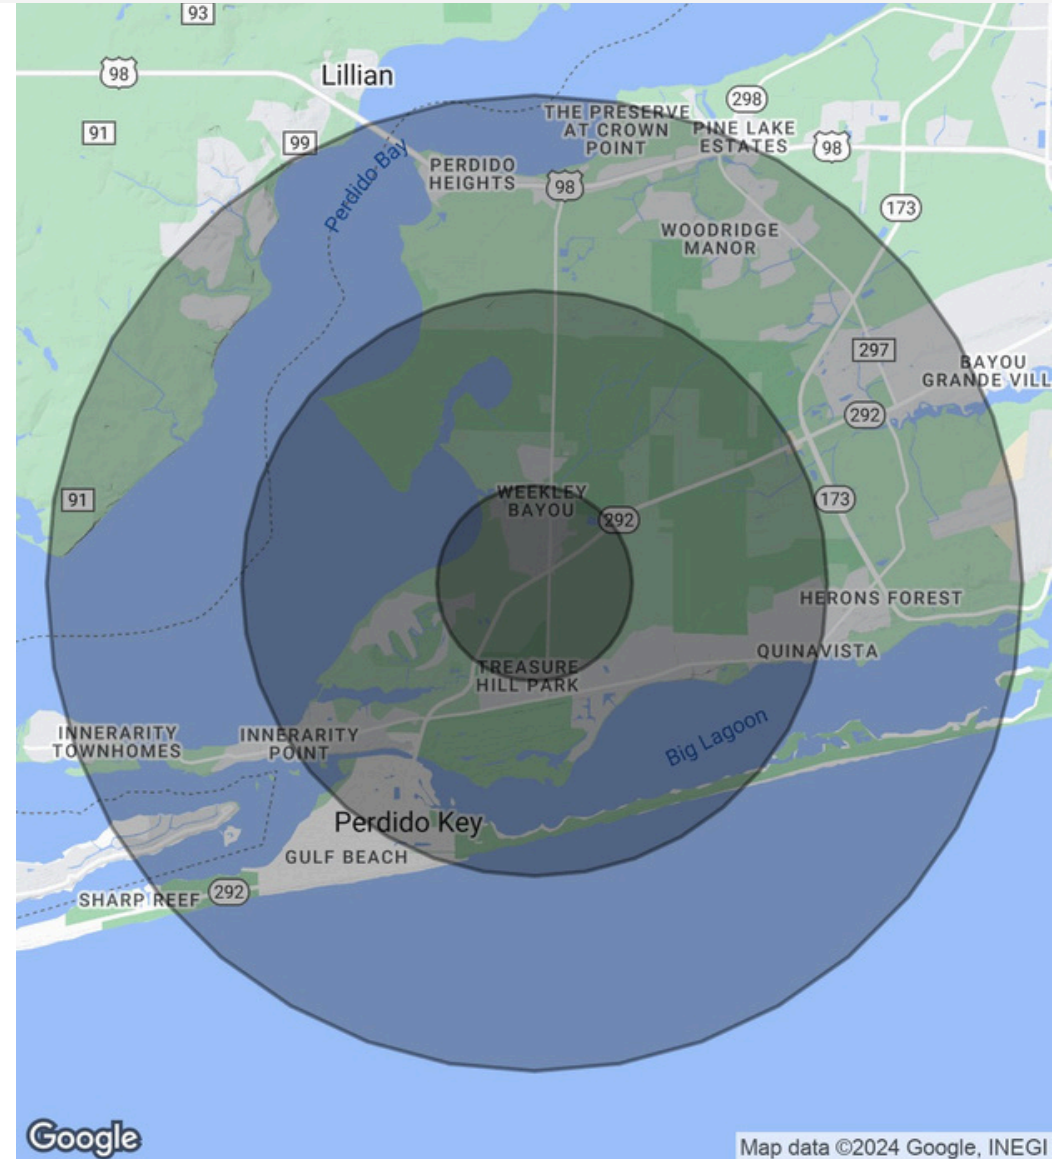 93
98
Lillian
298
THE PRESERVE
AT CROWN
POINT
PINE LAKE
ESTATES
91
99
98
Perdido Bay
PERDIDO
HEIGHTS
98
173
WOODRIDGE
MANOR
297
BAYOU
GRANDE VILL
292
91
WEEKLEY
BAYOU
292
173
HERONS FOREST
QUINAVISTA
TREASURE
HILL PARK
INNERARITY
TOWNHOMES
INNERARITY
POINT
Big Lagoon
Perdido Key
GULF BEACH
SHARP REEF
292
Google
Map data ©2024 Google, INEGI